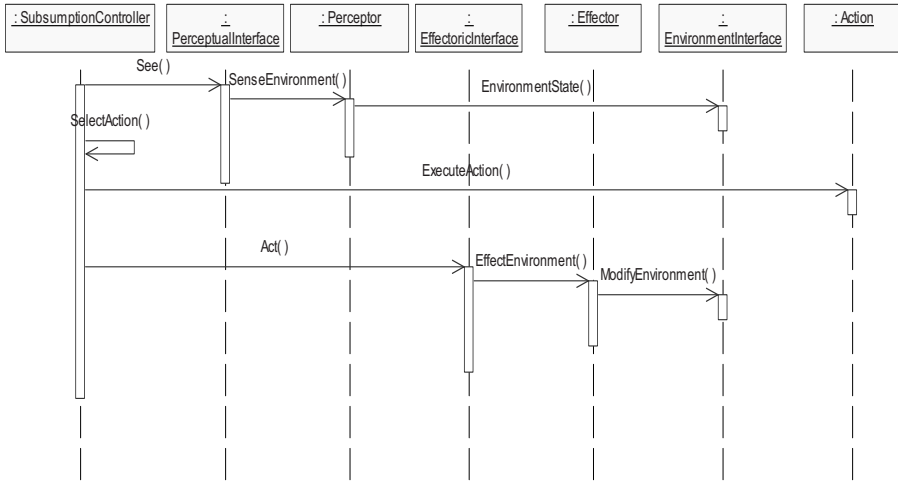 : SubsumptionController
:
PerceptualInterface
: Perceptor
:
EffectoricInterface
: Effector
:
EnvironmentInterface
: Action
See( )
SenseEnvironment( )
EnvironmentState( )
SelectAction( )
ExecuteAction( )
Act( )
EffectEnvironment( )
ModifyEnvironment( )